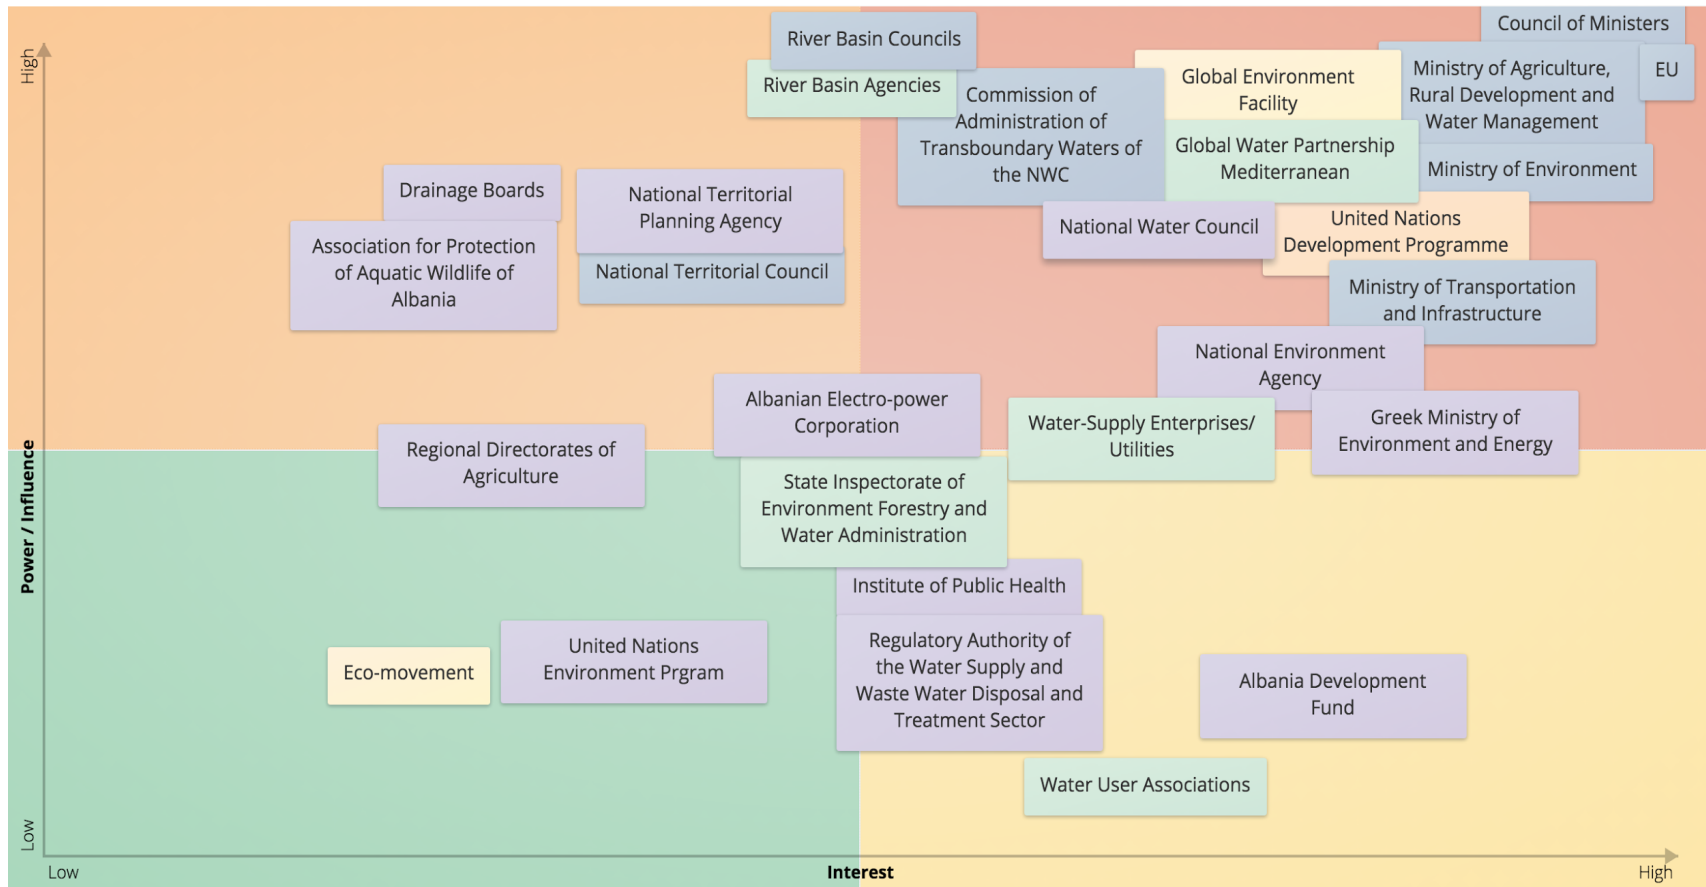 High
River Basin Councils
River Basin Agencies
Commission of
Administration of
Transboundary Waters of
the NWC
Global Environment
Facility
Global Water Partnership
Mediterranean
Council of Ministers
Ministry of Agriculture,
Rural Development and
Water Management
EU
Ministry of Environment
Drainage Boards
Association for Protection
of Aquatic Wildlife of
Albania
National Territorial
Planning Agency
National Territorial Council
National Water Council
United Nations
Development Programme
Ministry of Transportation
and Infrastructure
National Environment
Agency
Albanian Electro-power
Corporation
Water-Supply Enterprises/
Utilities
Greek Ministry of
Environment and Energy
Regional Directorates of
Agriculture
State Inspectorate of
Environment Forestry and
Water Administration
Power / Influence
Institute of Public Health
Eco-movement
United Nations
Environment Prgram
Regulatory Authority of
the Water Supply and
Waste Water Disposal and
Treatment Sector
Albania Development
Fund
Water User Associations
Low
Low
Interest
High